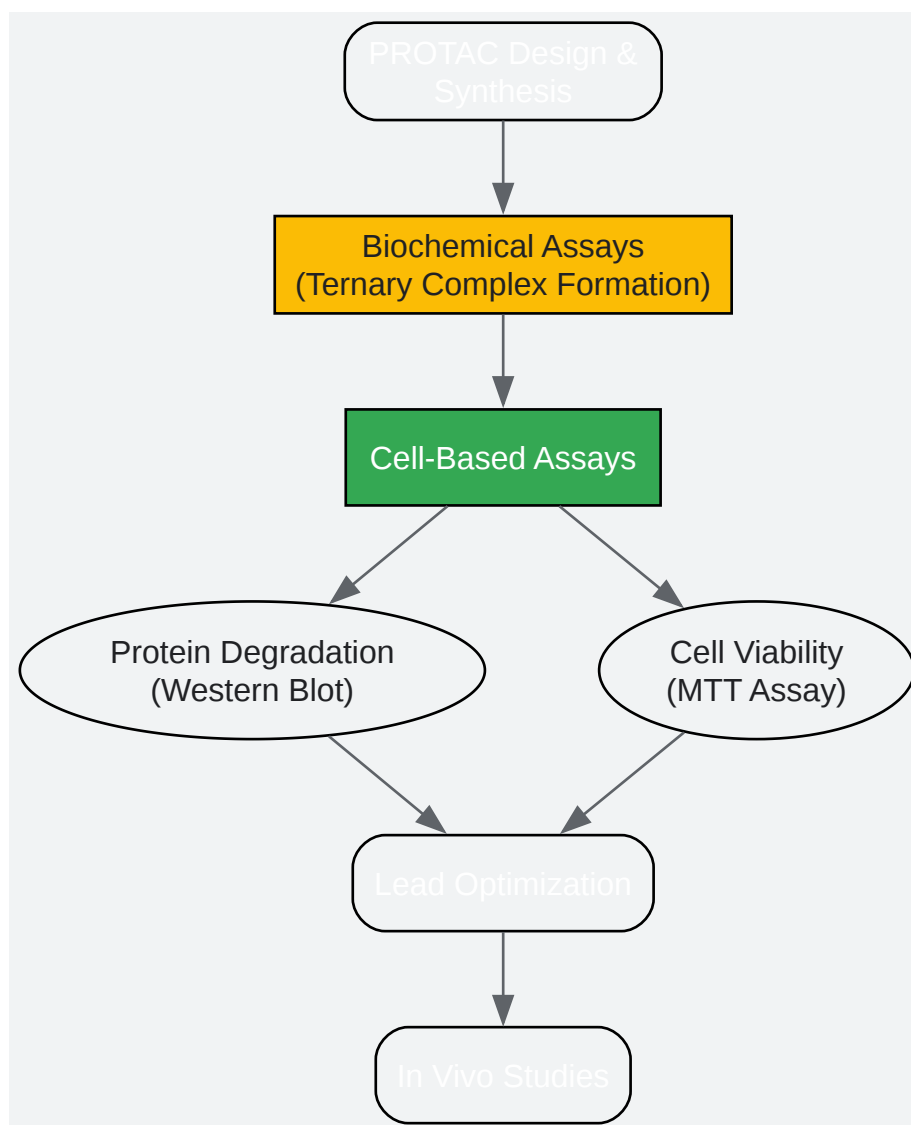 PROTAC Design &
Synthesis
Biochemical Assays
(Ternary Complex Formation)
Cell-Based Assays
Protein Degradation
(Western Blot)
Cell Viability
(MTT Assay)
Lead Optimization
In Vivo Studies